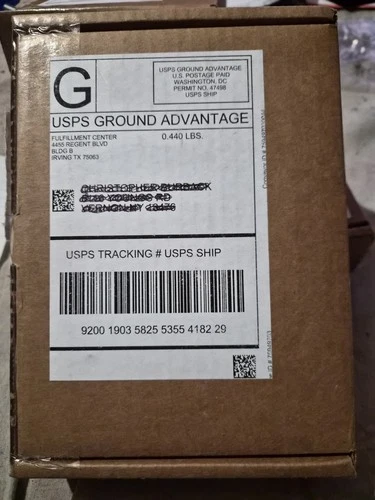 G
USPS GROUND ADVANTAGE
U.S. POSTAGE PAID
WASHINGTON, DC
PERMIT NO. 47498
USPS SHIP
USPS GROUND ADVANTAGE
FULFILLMENT CENTER
0.440 LBS.
4455 REGENT BLVD
BLDG B
IRVING TX 75063
USPS TRACKING # USPS SHIP
9200 1903 5825 5355 4182 29